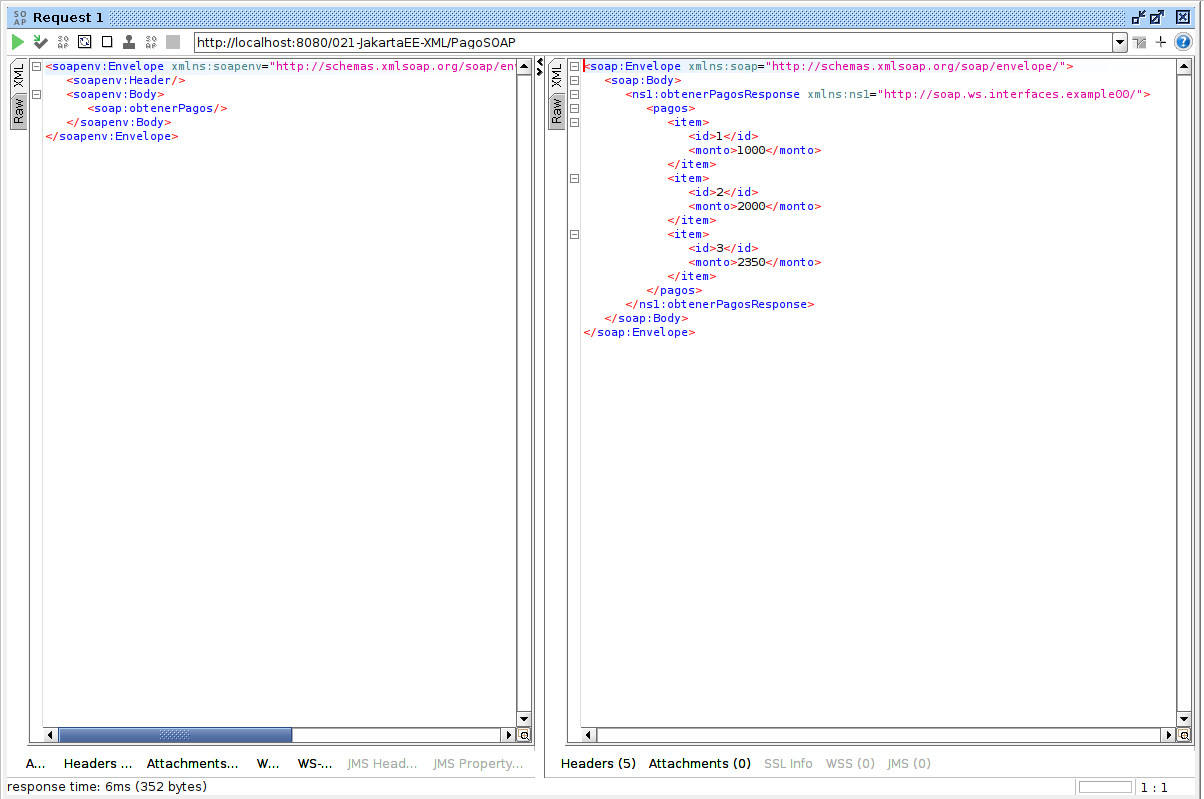 SO AP Request 1
http://localhost:8080/021-JakartaEE-XML/PagoSOAP
XML
Raw
<soapenv:Envelope xmlns:soapenv="http://schemas.xmlsoap.org/soap/en
<soapenv:Header/>
<soapenv:Body>
<soap:obtenerPagos/>
</soapenv:Body>
</soapenv:Envelope>
XML
Raw
<soap:Envelope xmlns:soap="http://schemas.xmlsoap.org/soap/envelope/">
<soap:Body>
<ns1:obtenerPagosResponse xmlns:ns1="http://soap.ws.interfaces.example00/">
<pagos>
<item>
<id>1</id>
<monto>1000</monto>
</item>
<item>
<id>2</id>
<monto>2000</monto>
</item>
<item>
<id>3</id>
<monto>2350</monto>
</item>
</pagos>
</ns1:obtenerPagosResponse>
</soap:Body>
</soap:Envelope>
A... Headers ... Attachments... W... WS-... JMS Head... JMS Property...
Headers (5) Attachments (0) SSL Info WSS (0) JMS (0)
response time: 6ms (352 bytes)
1 : 1